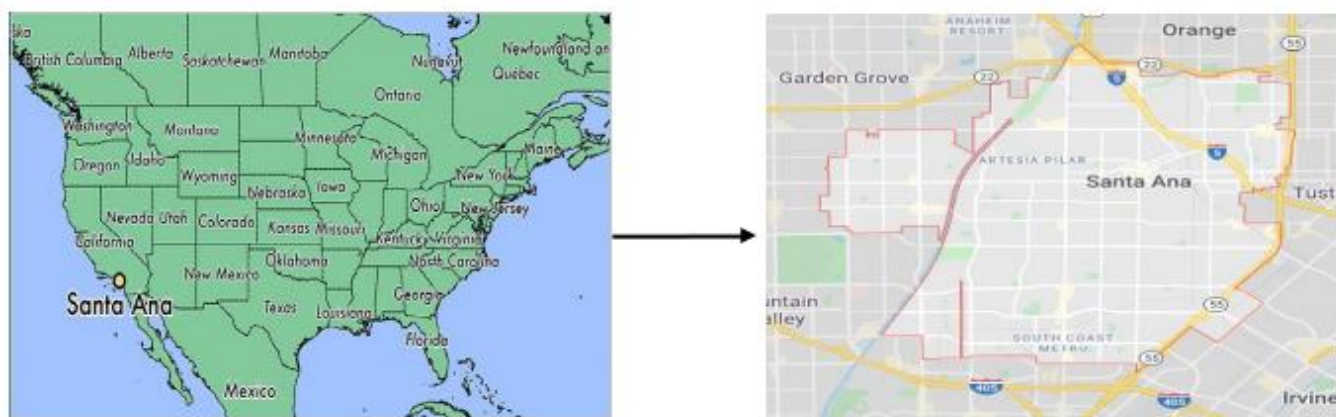 ska
Alberta
Manitoba
British Columbia
Saskatchewan
Nunavut
Newfoundland an
Québec
Ontario
Washington
Montana
Minnesota
Maine
Oregon
Idaho
Michigan
Wyoming
New York
Nebraska
Iowa
Nevada
Utah
Colorado
Ohio
New Jersey
California
Kansas
Missouri
Kentucky
Virginia
New Mexico
Oklahoma
North Carolina
Santa Ana
Texas
Georgia
Louisiana
Florida
Mexico
ANAHEIM
RESORT
Orange
55
Garden Grove
22
22
5
5
ARTESIA PILAR
Santa Ana
Tust
untain
alley
55
SOUTH COAST
METRO
55
405
405
Irvine